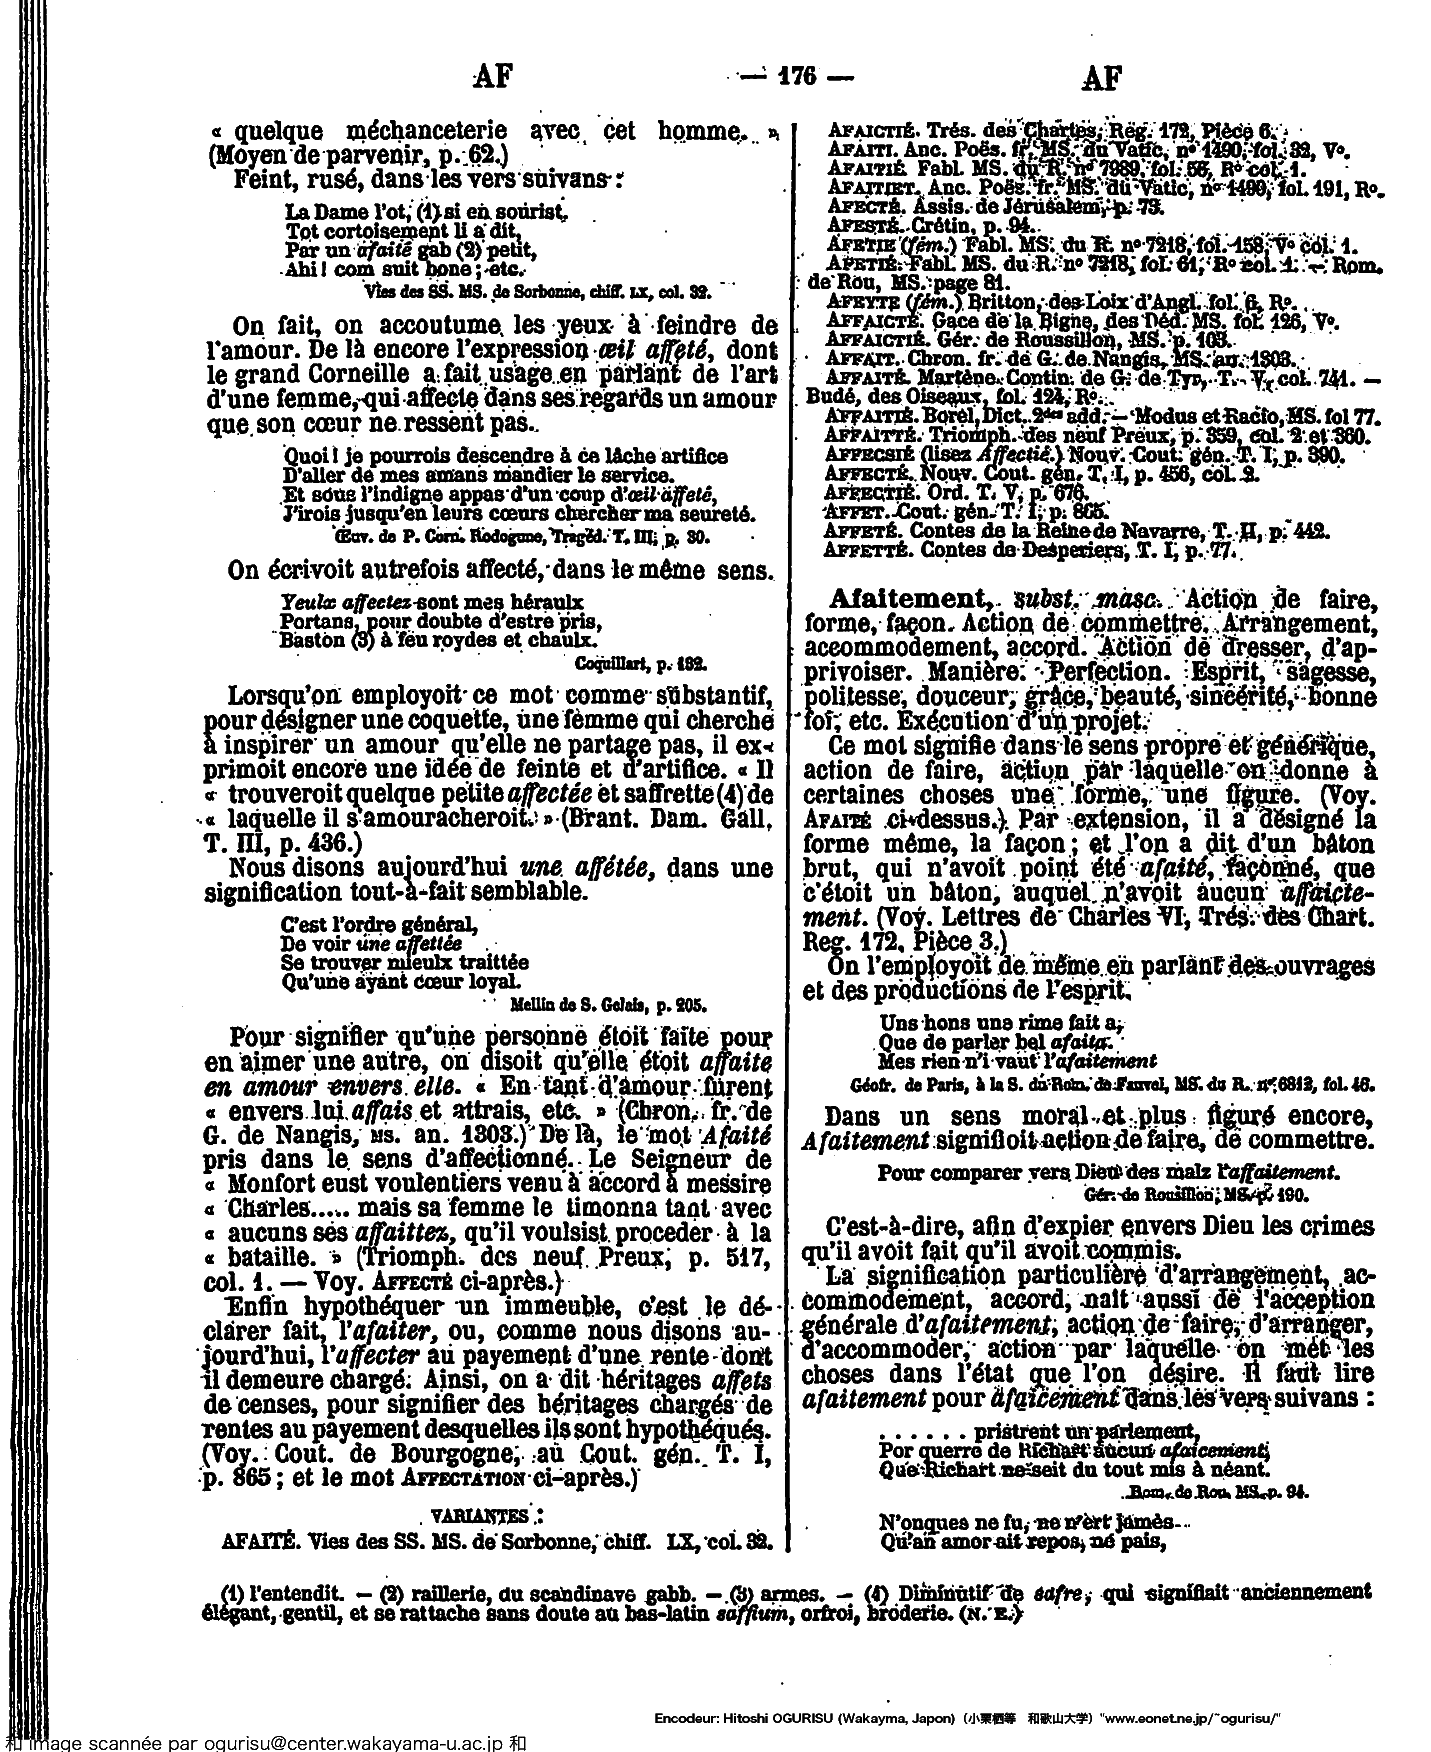 AF
— 176 —
AF
« quelque méchanceterie avec cet homme. »
(Moyen de parvenir, p. 62.)
Feint, rusé, dans les vers suivans :
La Dame l'ot, (1) si en sourist,
Tot cortoisement li a dit,
Par un afaité gab (2) petit,
Ahi ! com suit bone ; etc.
Vies des SS. MS. de Sorbonne, chiff. LX, col. 32.
On fait, on accoutume les yeux à feindre de
l'amour. De là encore l'expression œil affeté, dont
le grand Corneille a fait usage en parlant de l'art
d'une femme, qui affecte dans ses regards un amour
que son cœur ne ressent pas.
Quoi ! je pourrois descendre à ce lâche artifice
D'aller de mes amans mandier le service.
Et sous l'indigne appas d'un coup d'œil affeté,
J'irois jusqu'en leurs cœurs chercher ma seureté.
Œuv. de P. Corn. Rodogune, Tragéd. T. III, p. 30.
On écrivoit autrefois affecté, dans le même sens.
Yeulx affectez sont mes héraulx
Portans, pour doubte d'estre pris,
Baston (3) à feu roydes et chaulx.
Coquillart, p. 132.
Lorsqu'on employoit ce mot comme substantif,
pour désigner une coquette, une femme qui cherche
à inspirer un amour qu'elle ne partage pas, il ex-
primoit encore une idée de feinte et d'artifice. « Il
« trouveroit quelque petite affectée et saffrette (4) de
« laquelle il s'amouracheroit. » (Brant. Dam. Gall.
T. III, p. 436.)
Nous disons aujourd'hui une affétée, dans une
signification tout-à-fait semblable.
C'est l'ordre général,
De voir une affettée
Se trouver mieulx traittée
Qu'une ayant cœur loyal.
Mellin de S. Gelais, p. 205.
Pour signifier qu'une personne étoit faite pour
en aimer une autre, on disoit qu'elle étoit affaite
en amour envers elle. « En tant d'amour furent
« envers lui affais et attrais, etc. » (Chron. fr. de
G. de Nangis, MS. an. 1303.) De là, le mot Afaité
pris dans le sens d'affectionné. Le Seigneur de
« Monfort eust voulentiers venu à accord à messire
« Charles..... mais sa femme le timonna tant avec
« aucuns ses affaittez, qu'il voulsist proceder à la
« bataille. » (Triomph. des neuf Preux, p. 517,
col. 1. — Voy. AFFECTÉ ci-après.)
Enfin hypothéquer un immeuble, c'est le dé-
clarer fait, l'afaiter, ou, comme nous disons au-
jourd'hui, l'affecter au payement d'une rente dont
il demeure chargé. Ainsi, on a dit héritages affets
de censes, pour signifier des héritages chargés de
rentes au payement desquelles ils sont hypothéqués.
(Voy. Cout. de Bourgogne, au Cout. gén. T. I,
p. 865 ; et le mot AFFECTATION ci-après.)
VARIANTES :
AFAITÉ. Vies des SS. MS. de Sorbonne, chiff. LX, col. 32.
AFAICTIÉ. Trés. des Chartes, Reg. 172, Pièce 6.
AFAITI. Anc. Poës. fr. MS. du Vatic. nº 1490, fol. 32, Vº.
AFAITIÉ. Fabl. MS. du R. nº 7989, fol. 56, Rº col. 1.
AFAITIET. Anc. Poës. fr. MS. du Vatic, nº 1490, fol. 191, Rº.
AFECTÉ. Assis. de Jérusalem, p. 73.
AFESTÉ. Crétin, p. 94.
AFETIE (fém.) Fabl. MS. du R. nº 7218, fol. 158, Vº col. 1.
AFETIÉ. Fabl. MS. du R. nº 7218, fol. 61, Rº col. 1. — Rom.
de Rou, MS. page 81.
AFEYTE (fém.) Britton, des Loix d'Angl. fol. 6, Rº.
AFFAICTÉ. Gace de la Bigne, des Déd. MS. fol. 126, Vº.
AFFAICTIÉ. Gér. de Roussillon, MS. p. 103.
AFFAIT. Chron. fr. de G. de Nangis, MS. an. 1303.
AFFAITÉ. Martène. Contin. de G. de Tyr, T. V, col. 741. —
Budé, des Oiseaux, fol. 124, Rº.
AFFAITIÉ. Borel, Dict. 2des add. — Modus et Racio, MS. fol 77.
AFFAITTÉ. Triomph. des neuf Preux, p. 359, col. 2 et 360.
AFFECSIÉ (lisez Affectié.) Nouv. Cout. gén. T. I, p. 390.
AFFECTÉ. Nouv. Cout. gén. T. I, p. 456, col. 2.
AFFECTIÉ. Ord. T. V, p. 676.
AFFET. Cout. gén. T. I, p. 865.
AFFETÉ. Contes de la Reine de Navarre, T. II, p. 442.
AFFETTÉ. Contes de Desperiers, T. I, p. 77.
Afaitement, subst. masc. Action de faire,
forme, façon. Action de commettre. Arrangement,
accommodement, accord. Action de dresser, d'ap-
privoiser. Manière. Perfection. Esprit, sagesse,
politesse, douceur, grâce, beauté, sincérité, bonne
foi, etc. Exécution d'un projet.
Ce mot signifie dans le sens propre et générique,
action de faire, action par laquelle on donne à
certaines choses une forme, une figure. (Voy.
AFAITÉ ci-dessus.) Par extension, il a désigné la
forme même, la façon ; et l'on a dit d'un bâton
brut, qui n'avoit point été afaité, façonné, que
c'étoit un bâton, auquel n'avoit aucun affaicte-
ment. (Voy. Lettres de Charles VI, Trés. des Chart.
Reg. 172, Pièce 3.)
On l'employoit de même en parlant des ouvrages
et des productions de l'esprit.
Uns hons une rime fait a,
Que de parler bel afaita.
Mes rien n'i vaut l'afaitement
Géofr. de Paris, à la S. du Rom. de Fauvel, MS. du R. nº 6812, fol. 46.
Dans un sens moral et plus figuré encore,
Afaitement signifioit action de faire, de commettre.
Pour comparer vers Dieu des malz l'affaitement.
Gér. de Rouillon, MS. p. 190.
C'est-à-dire, afin d'expier envers Dieu les crimes
qu'il avoit fait qu'il avoit commis.
La signification particulière d'arrangement, ac-
commodement, accord, nait aussi de l'acception
générale d'afaitement, action de faire, d'arranger,
d'accommoder, action par laquelle on met les
choses dans l'état que l'on désire. Il faut lire
afaitement pour afaicement dans les vers suivans :
. . . . . . pristrent un parlement,
Por querre de Richart aucun afaicement,
Que Richart ne seit du tout mis à néant.
Rom. de Rou, MS. p. 94.
N'onques ne fu, ne n'ert jamès
Qu'an amor ait repos, né pais,
(1) l'entendit. — (2) raillerie, du scandinave gabb. — (3) armes. — (4) Diminutif de safre, qui signifiait anciennement
élégant, gentil, et se rattache sans doute au bas-latin saffium, orfroi, broderie. (N. E.)
Encodeur: Hitoshi OGURISU (Wakayma, Japon) (小栗栖等 和歌山大学) "www.eonet.ne.jp/~ogurisu/"
和 image scannée par ogurisu@center.wakayama-u.ac.jp 和